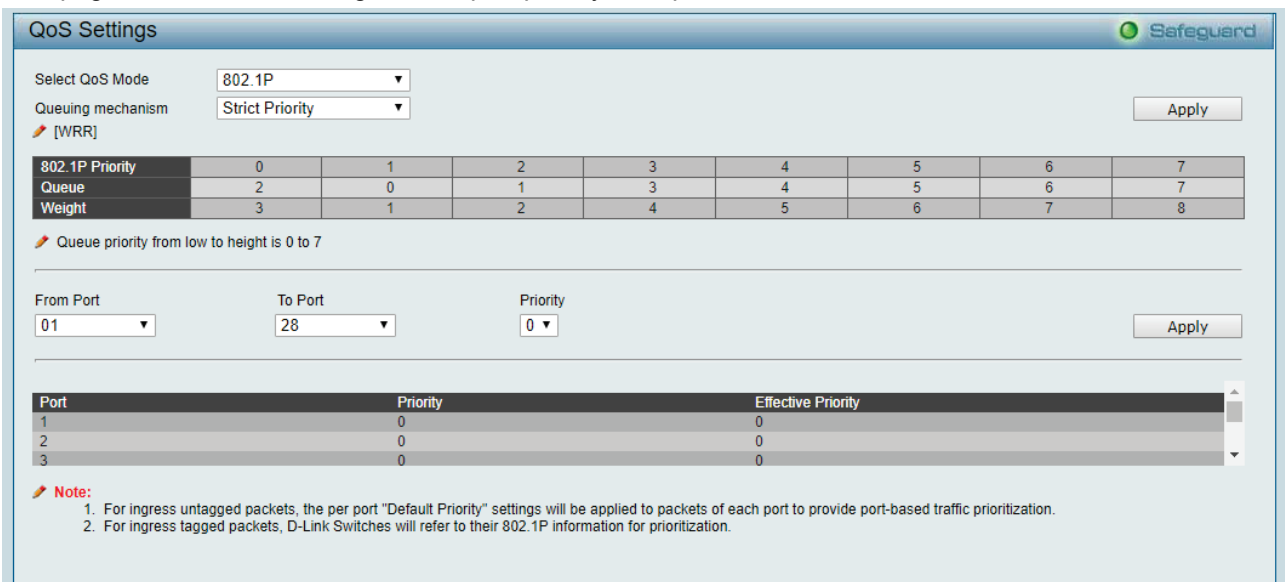 QoS Settings Safeguard
Select QoS Mode 802.1P
Queuing mechanism Strict Priority Apply
[WRR]
802.1P Priority 0 1 2 3 4 5 6 7
Queue 2 0 1 3 4 5 6 7
Weight 3 1 2 4 5 6 7 8
Queue priority from low to height is 0 to 7
From Port To Port Priority
01 28 0 Apply
Port Priority Effective Priority
1 0 0
2 0 0
3 0 0
Note:
1. For ingress untagged packets, the per port "Default Priority" settings will be applied to packets of each port to provide port-based traffic prioritization.
2. For ingress tagged packets, D-Link Switches will refer to their 802.1P information for prioritization.